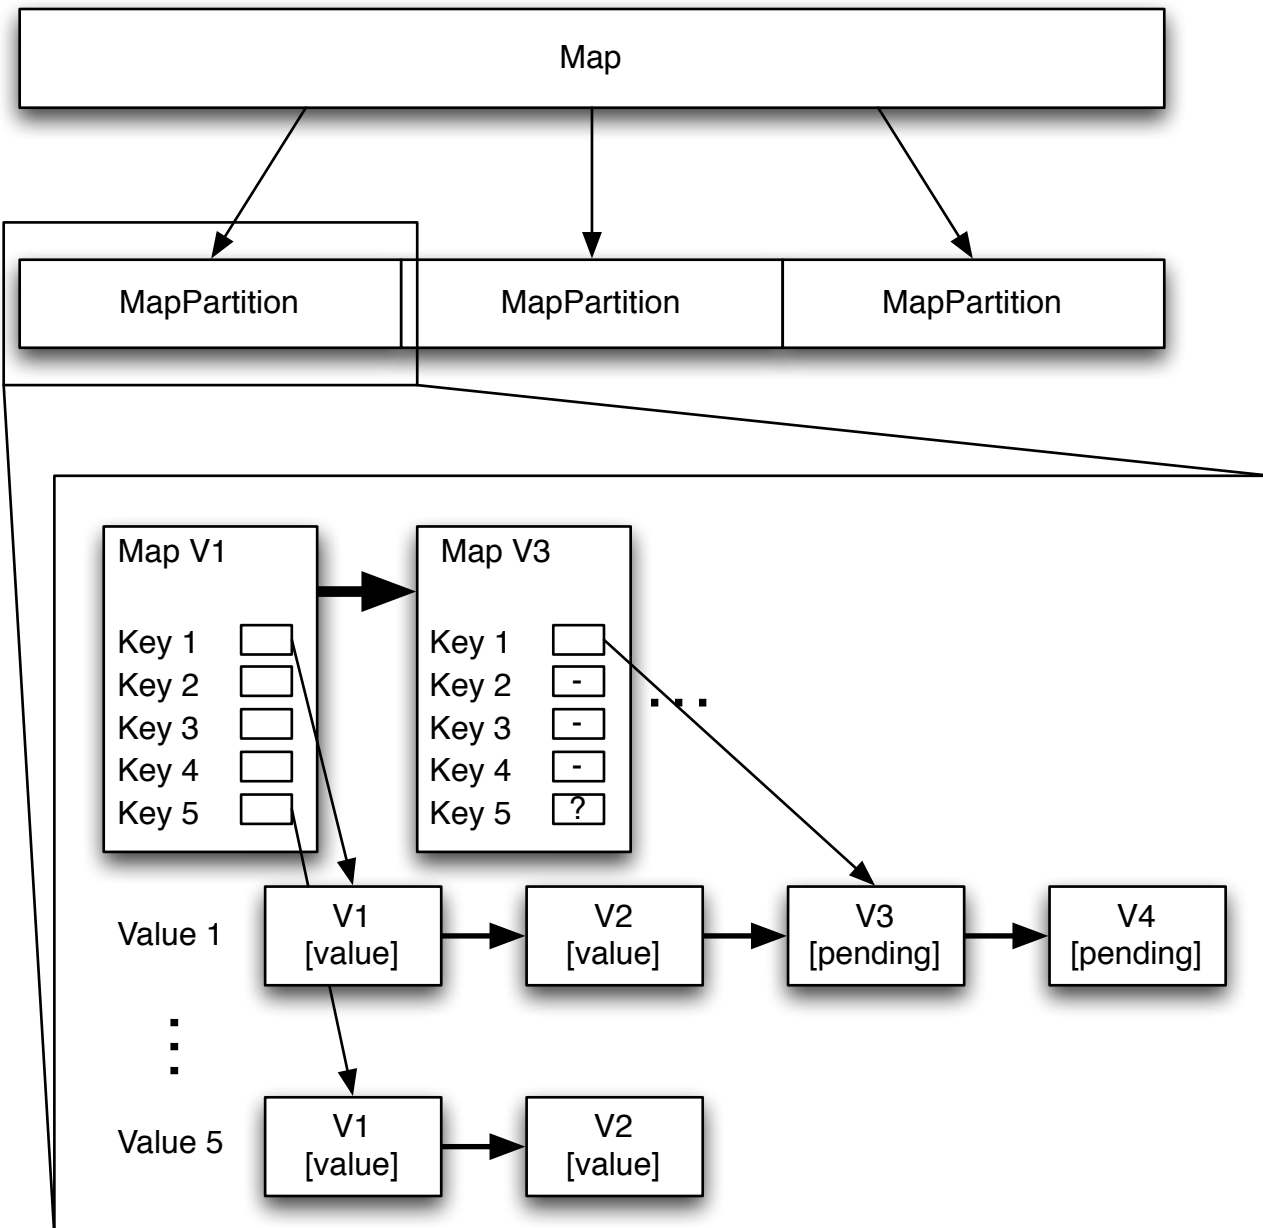 Map
MapPartition MapPartition MapPartition
Map V1
Key 1
Key 2
Key 3
Key 4
Key 5
Map V3
Key 1
Key 2 -
Key 3 -
Key 4 -
Key 5 ?
...
Value 1
V1
[value]
V2
[value]
V3
[pending]
V4
[pending]
Value 5
V1
[value]
V2
[value]